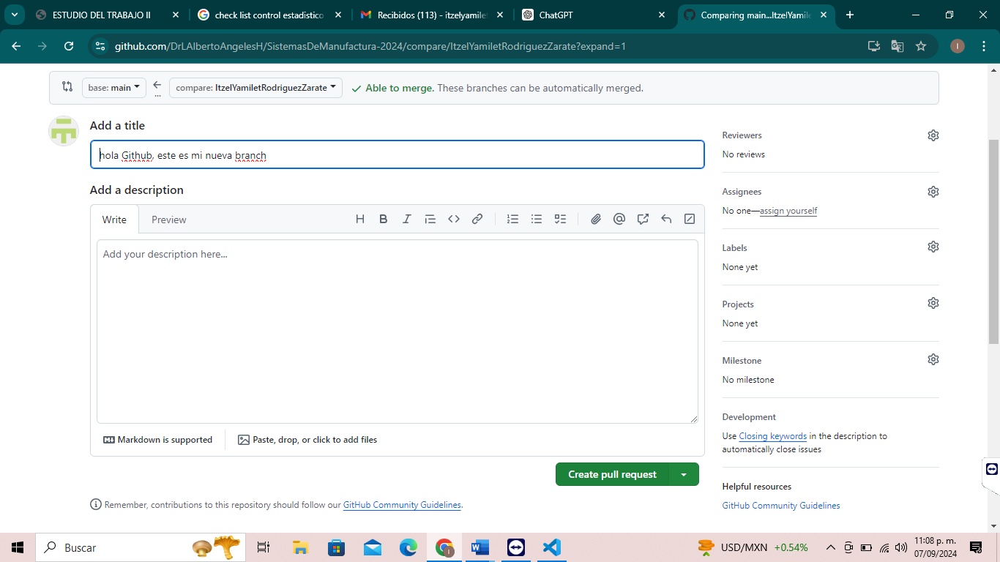 ESTUDIO DEL TRABAJO II
check list control estadistico
Recibidos (113) - itzelyamile
ChatGPT
Comparing main...ItzelYamile
github.com/DrLAlbertoAngelesH/SistemasDeManufactura-2024/compare/ItzelYamiletRodriguezZarate?expand=1
I
base: main
...
compare: ItzelYamiletRodriguezZarate
Able to merge. These branches can be automatically merged.
Add a title
hola Github, este es mi nueva branch
Add a description
Write
Preview
Add your description here...
Markdown is supported
Paste, drop, or click to add files
Create pull request
Remember, contributions to this repository should follow our GitHub Community Guidelines.
Reviewers
No reviews
Assignees
No one—assign yourself
Labels
None yet
Projects
None yet
Milestone
No milestone
Development
Use Closing keywords in the description to
automatically close issues
Helpful resources
GitHub Community Guidelines
Buscar
USD/MXN +0.54%
11:08 p. m.
07/09/2024